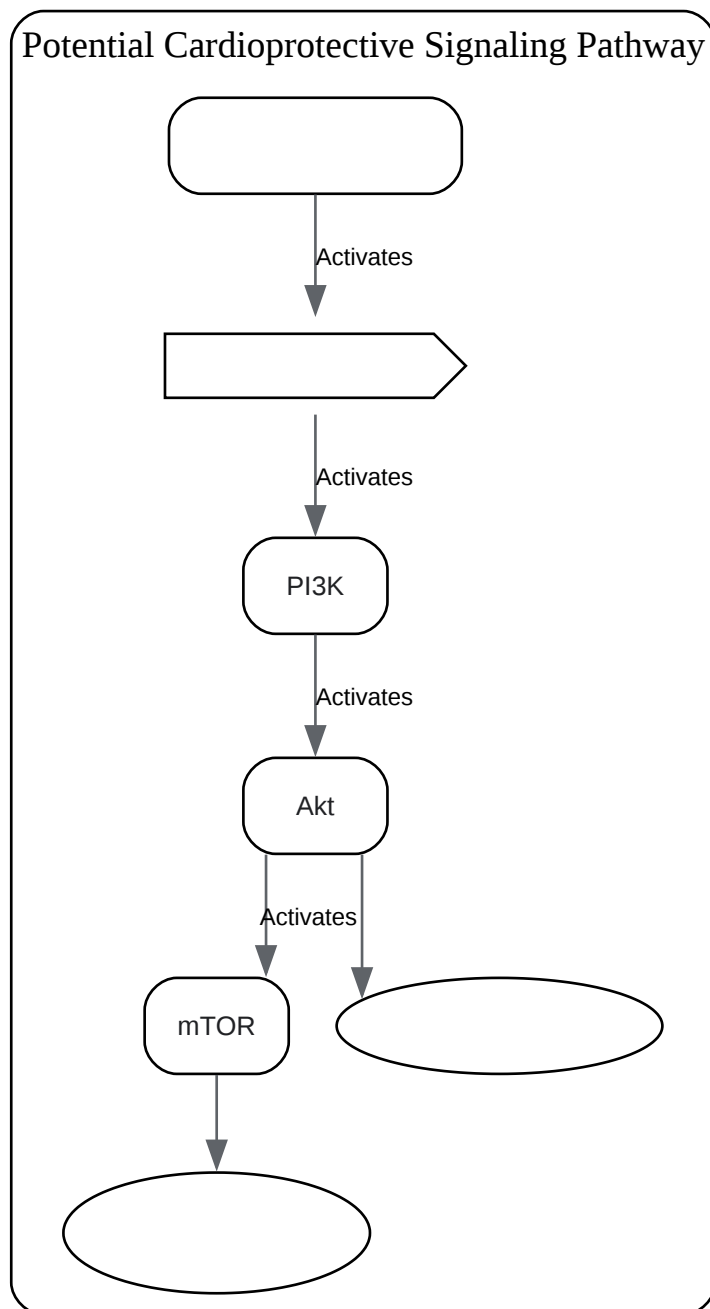 Potential Cardioprotective Signaling Pathway
Activates
Activates
PI3K
Activates
Akt
Activates
mTOR